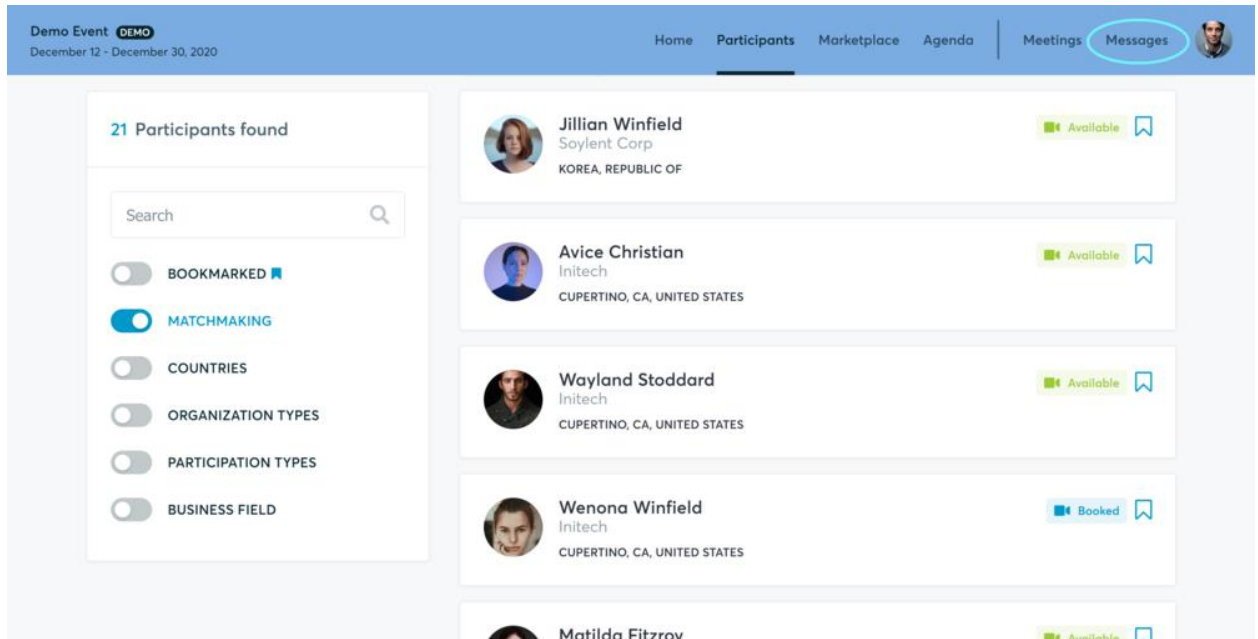 Demo Event DEMO
December 12 - December 30, 2020
Home Participants Marketplace Agenda Meetings Messages
21 Participants found
Search
BOOKMARKED
MATCHMAKING
COUNTRIES
ORGANIZATION TYPES
PARTICIPATION TYPES
BUSINESS FIELD
Jillian Winfield
Available
Soylent Corp
KOREA, REPUBLIC OF
Avice Christian
Available
Initech
CUPERTINO, CA, UNITED STATES
Wayland Stoddard
Available
Initech
CUPERTINO, CA, UNITED STATES
Wenona Winfield
Booked
Initech
CUPERTINO, CA, UNITED STATES
Matilda Fitzroy
Available